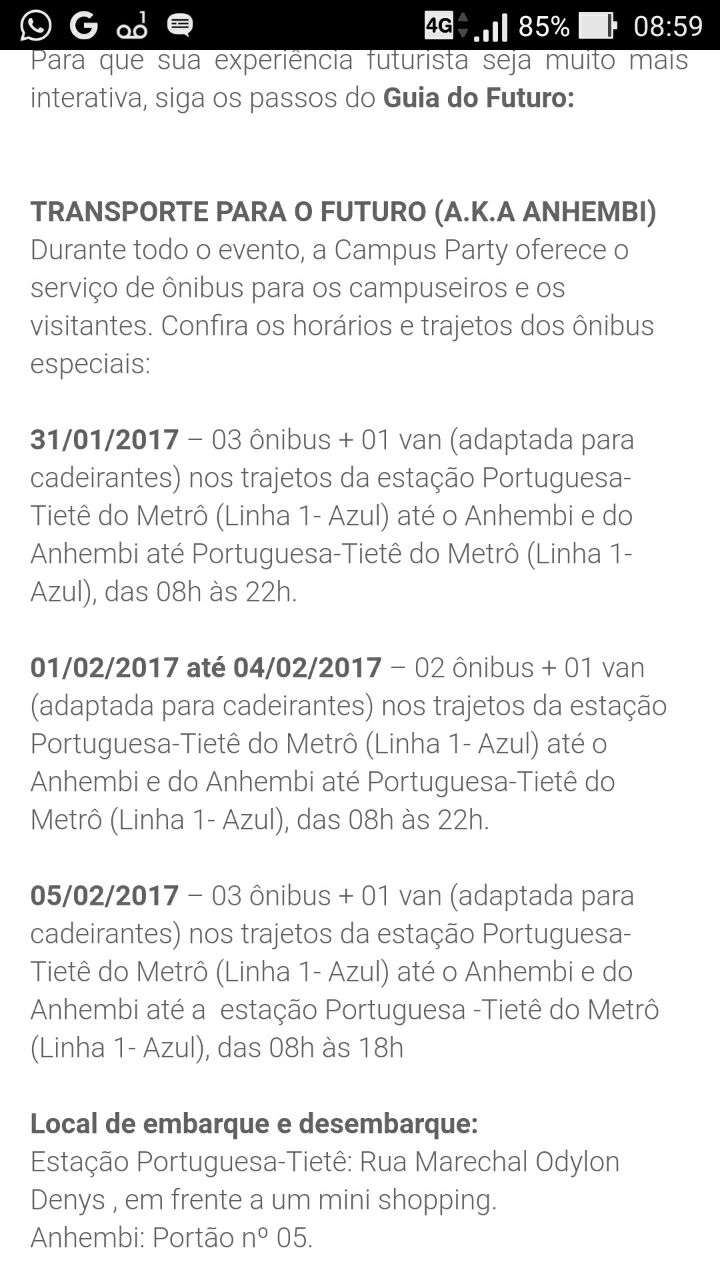 4G 85% 08:59
Para que sua experiência futurista seja muito mais
interativa, siga os passos do Guia do Futuro:
TRANSPORTE PARA O FUTURO (A.K.A ANHEMBI)
Durante todo o evento, a Campus Party oferece o
serviço de ônibus para os campuseiros e os
visitantes. Confira os horários e trajetos dos ônibus
especiais:
31/01/2017 – 03 ônibus + 01 van (adaptada para
cadeirantes) nos trajetos da estação Portuguesa-
Tietê do Metrô (Linha 1- Azul) até o Anhembi e do
Anhembi até Portuguesa-Tietê do Metrô (Linha 1-
Azul), das 08h às 22h.
01/02/2017 até 04/02/2017 – 02 ônibus + 01 van
(adaptada para cadeirantes) nos trajetos da estação
Portuguesa-Tietê do Metrô (Linha 1- Azul) até o
Anhembi e do Anhembi até Portuguesa-Tietê do
Metrô (Linha 1- Azul), das 08h às 22h.
05/02/2017 – 03 ônibus + 01 van (adaptada para
cadeirantes) nos trajetos da estação Portuguesa-
Tietê do Metrô (Linha 1- Azul) até o Anhembi e do
Anhembi até a  estação Portuguesa -Tietê do Metrô
(Linha 1- Azul), das 08h às 18h
Local de embarque e desembarque:
Estação Portuguesa-Tietê: Rua Marechal Odylon
Denys , em frente a um mini shopping.
Anhembi: Portão nº 05.